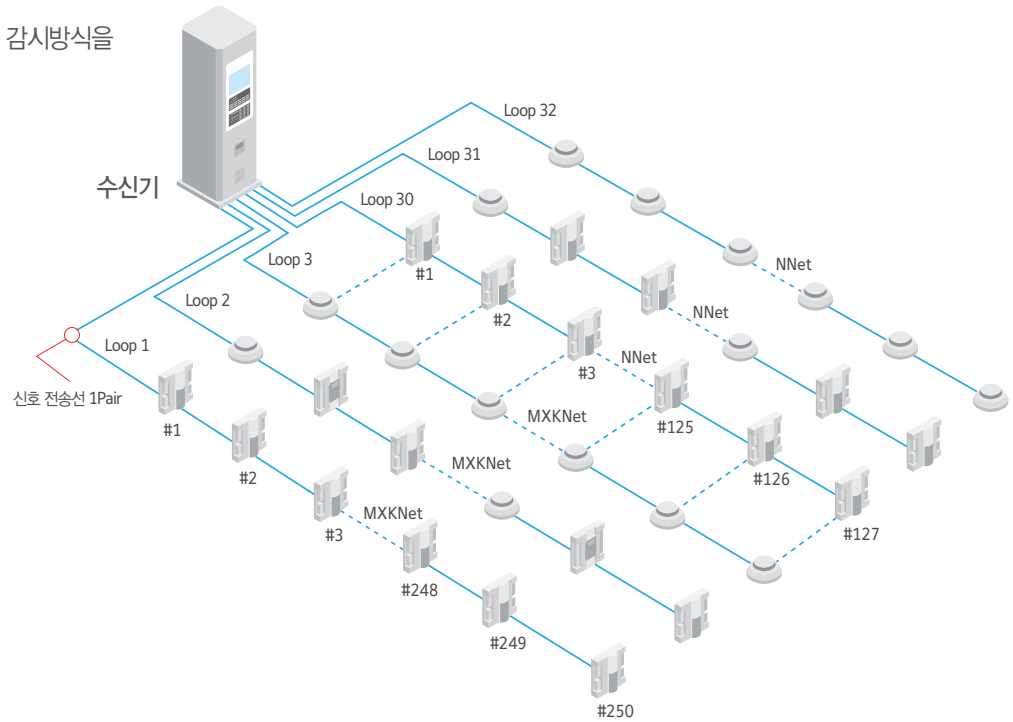 감시방식을
수신기
Loop 32
Loop 31
Loop 30
Loop 3
Loop 2
Loop 1
신호 전송선 1Pair
NNet
NNet
NNet
MXKNet
MXKNet
MXKNet
#1
#2
#3
#125
#126
#127
#1
#2
#3
#248
#249
#250